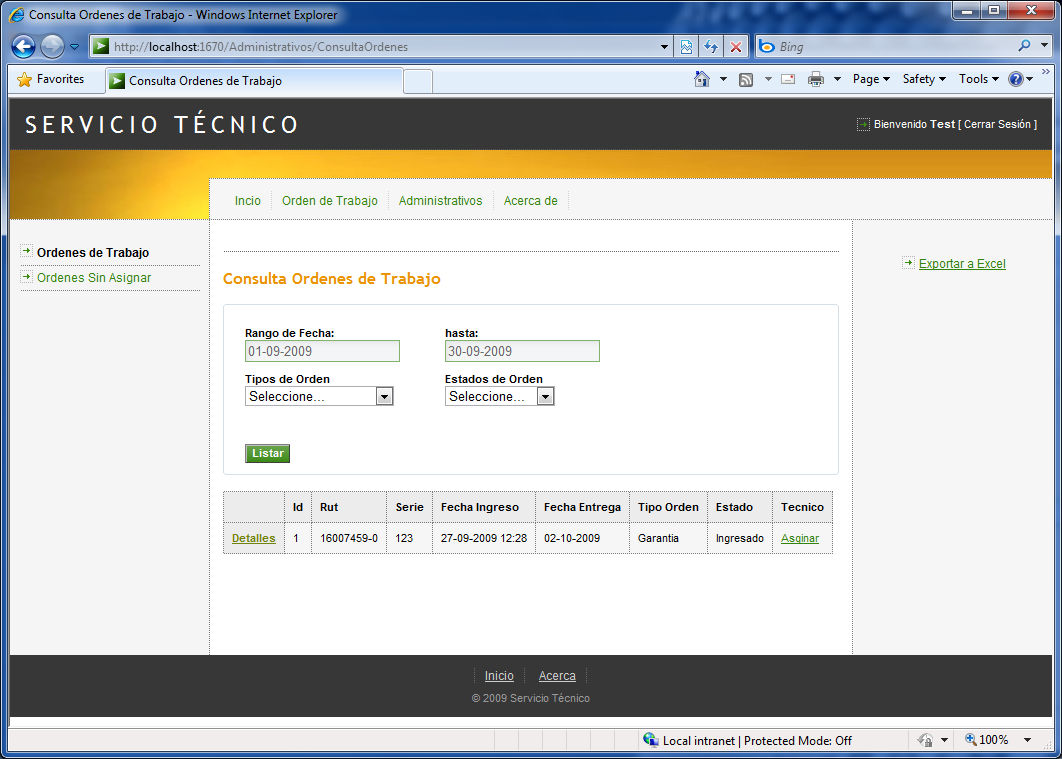 Consulta Ordenes de Trabajo - Windows Internet Explorer
http://localhost:1670/Administrativos/ConsultaOrdenes
Bing
Favorites
Consulta Ordenes de Trabajo
Page
Safety
Tools
SERVICIO TÉCNICO
Bienvenido Test [ Cerrar Sesión ]
Incio
Orden de Trabajo
Administrativos
Acerca de
Ordenes de Trabajo
Ordenes Sin Asignar
Consulta Ordenes de Trabajo
Exportar a Excel
Rango de Fecha: hasta:
01-09-2009 30-09-2009
Tipos de Orden Estados de Orden
Seleccione... Seleccione...
Listar
Id Rut Serie Fecha Ingreso Fecha Entrega Tipo Orden Estado Tecnico
Detalles 1 16007459-0 123 27-09-2009 12:28 02-10-2009 Garantia Ingresado Asginar
Inicio Acerca
© 2009 Servicio Técnico
Local intranet | Protected Mode: Off
100%